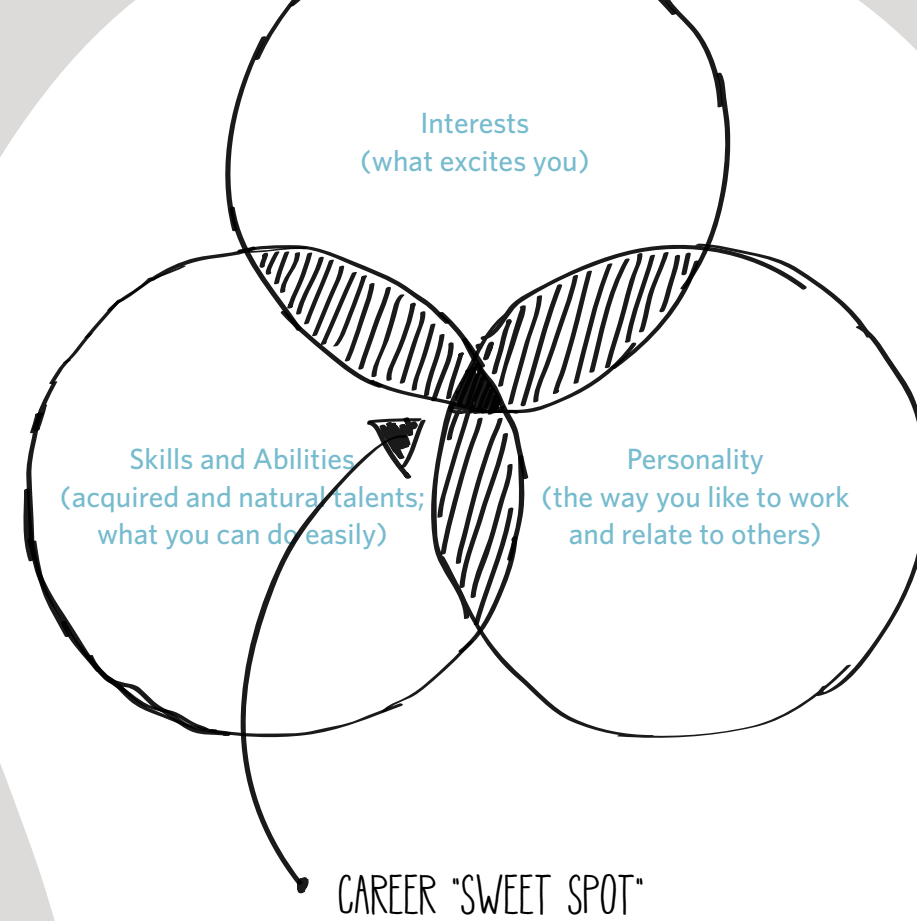 Interests
(what excites you)
Skills and Abilities
(acquired and natural talents;
what you can do easily)
Personality
(the way you like to work
and relate to others)
CAREER "SWEET SPOT"